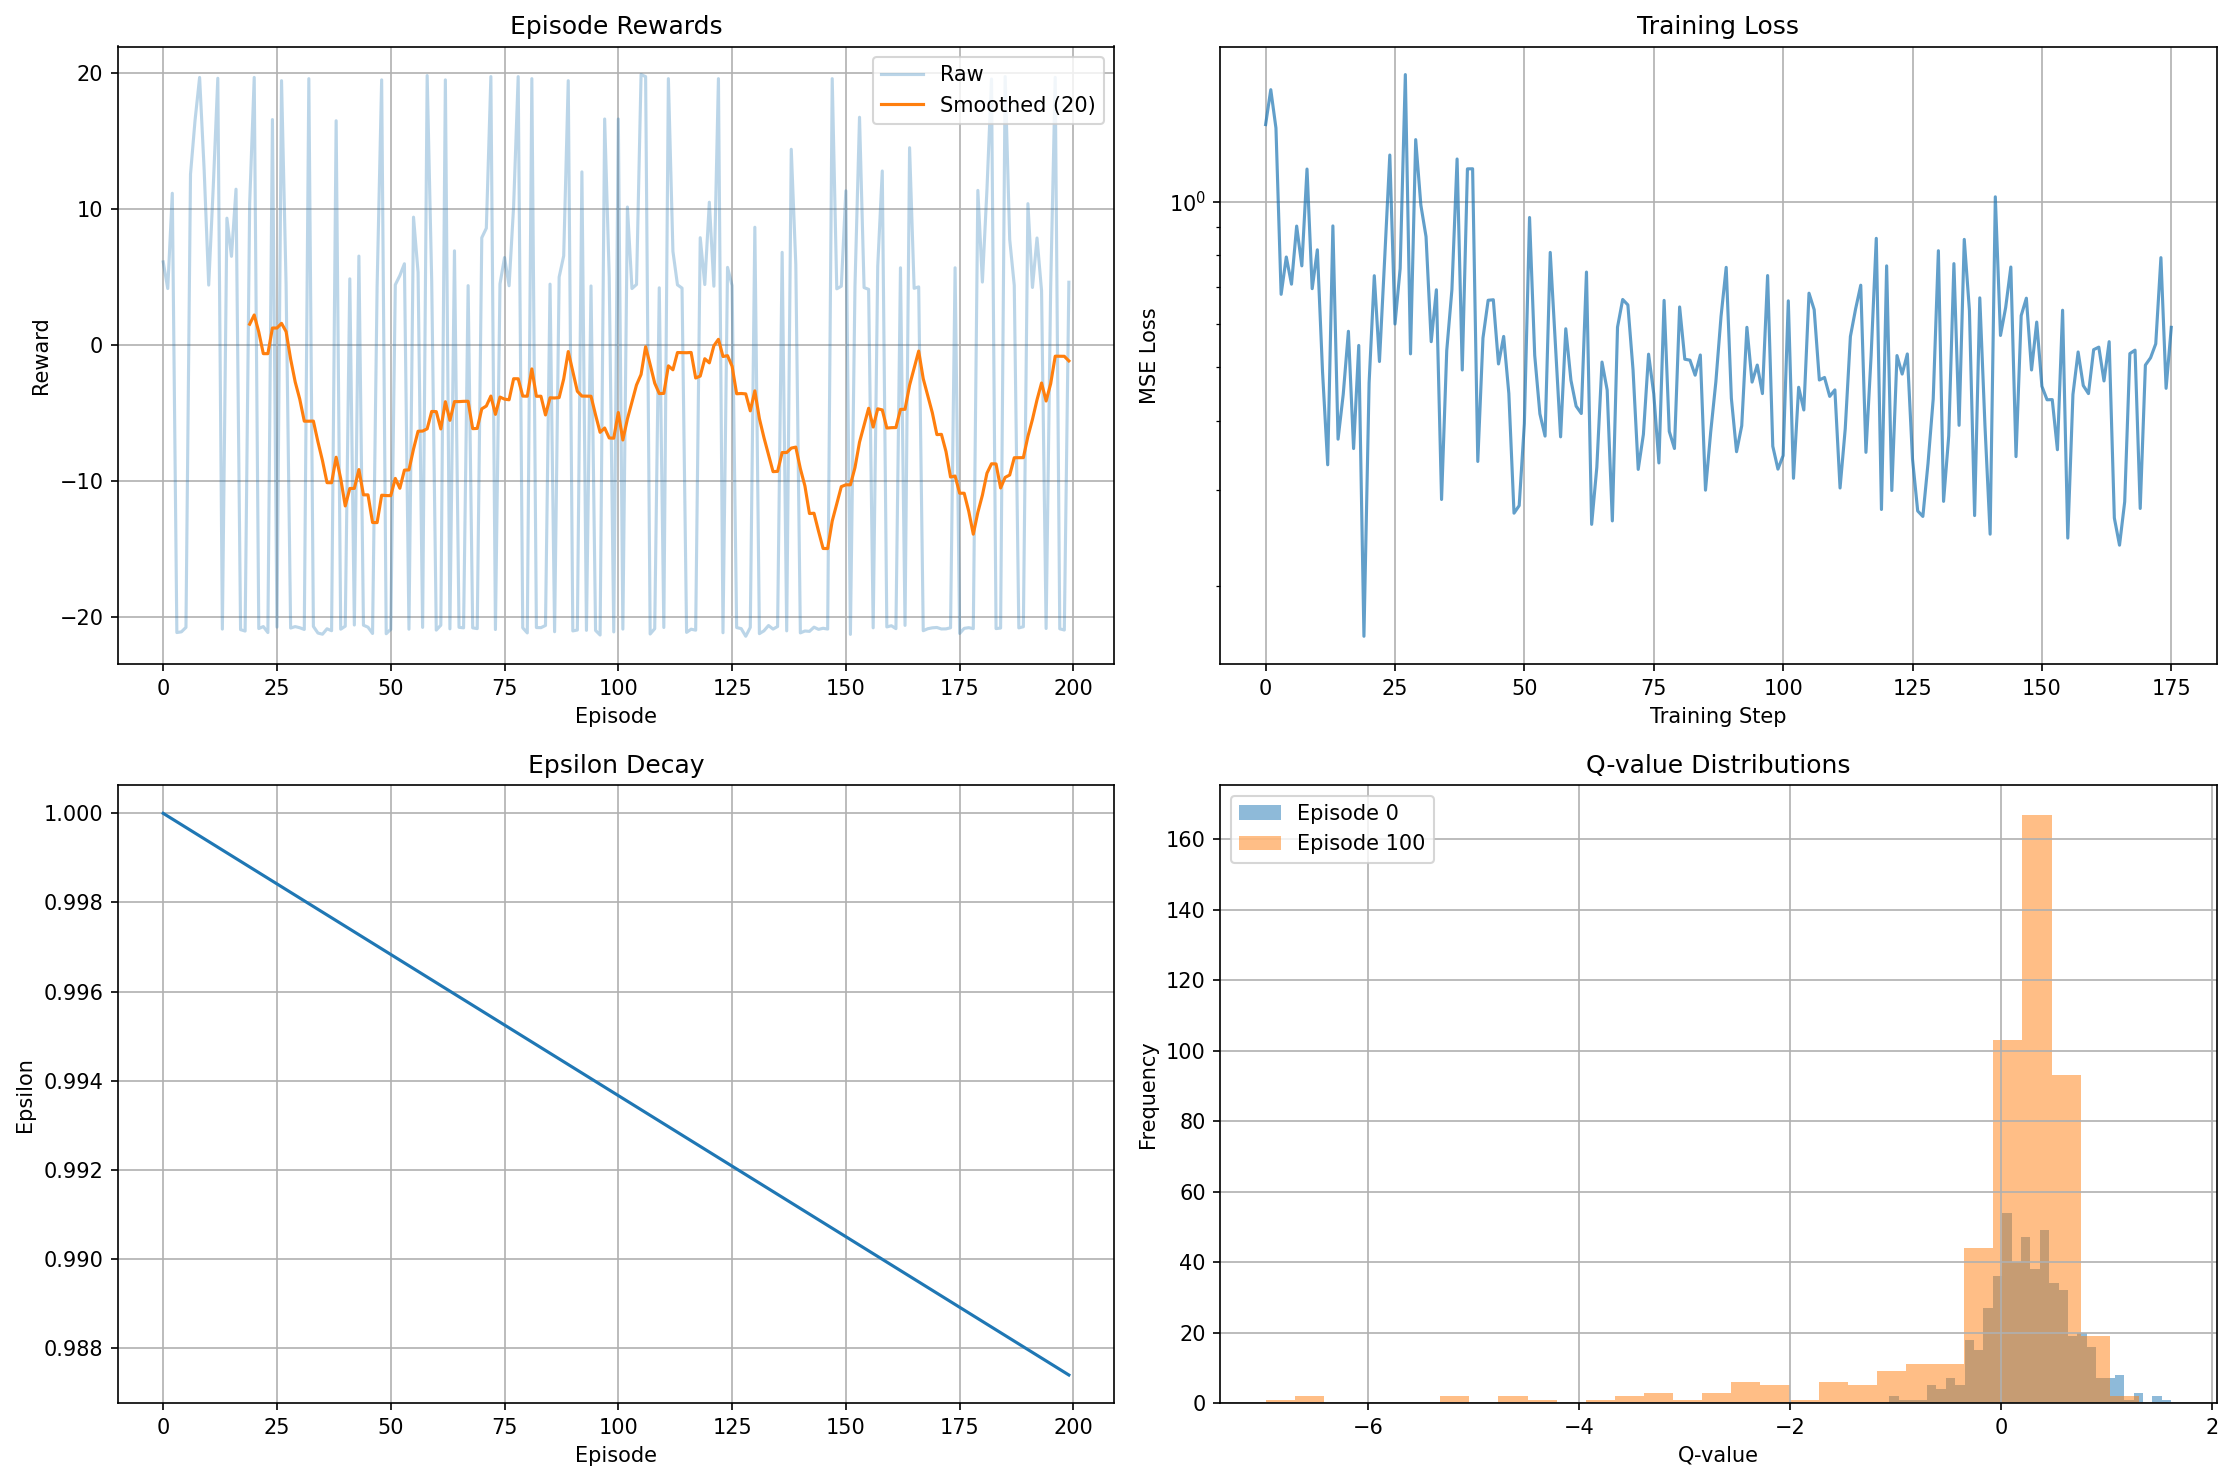 Episode Rewards
20
10
0
−10
−20
Reward
Raw
Smoothed (20)
0 25 50 75 100 125 150 175 200
Episode
Training Loss
10⁰
MSE Loss
0 25 50 75 100 125 150 175
Training Step
Epsilon Decay
1.000
0.998
0.996
0.994
0.992
0.990
0.988
Epsilon
0 25 50 75 100 125 150 175 200
Episode
Q-value Distributions
Episode 0
Episode 100
160
140
120
100
80
60
40
20
0
Frequency
−6 −4 −2 0 2
Q-value